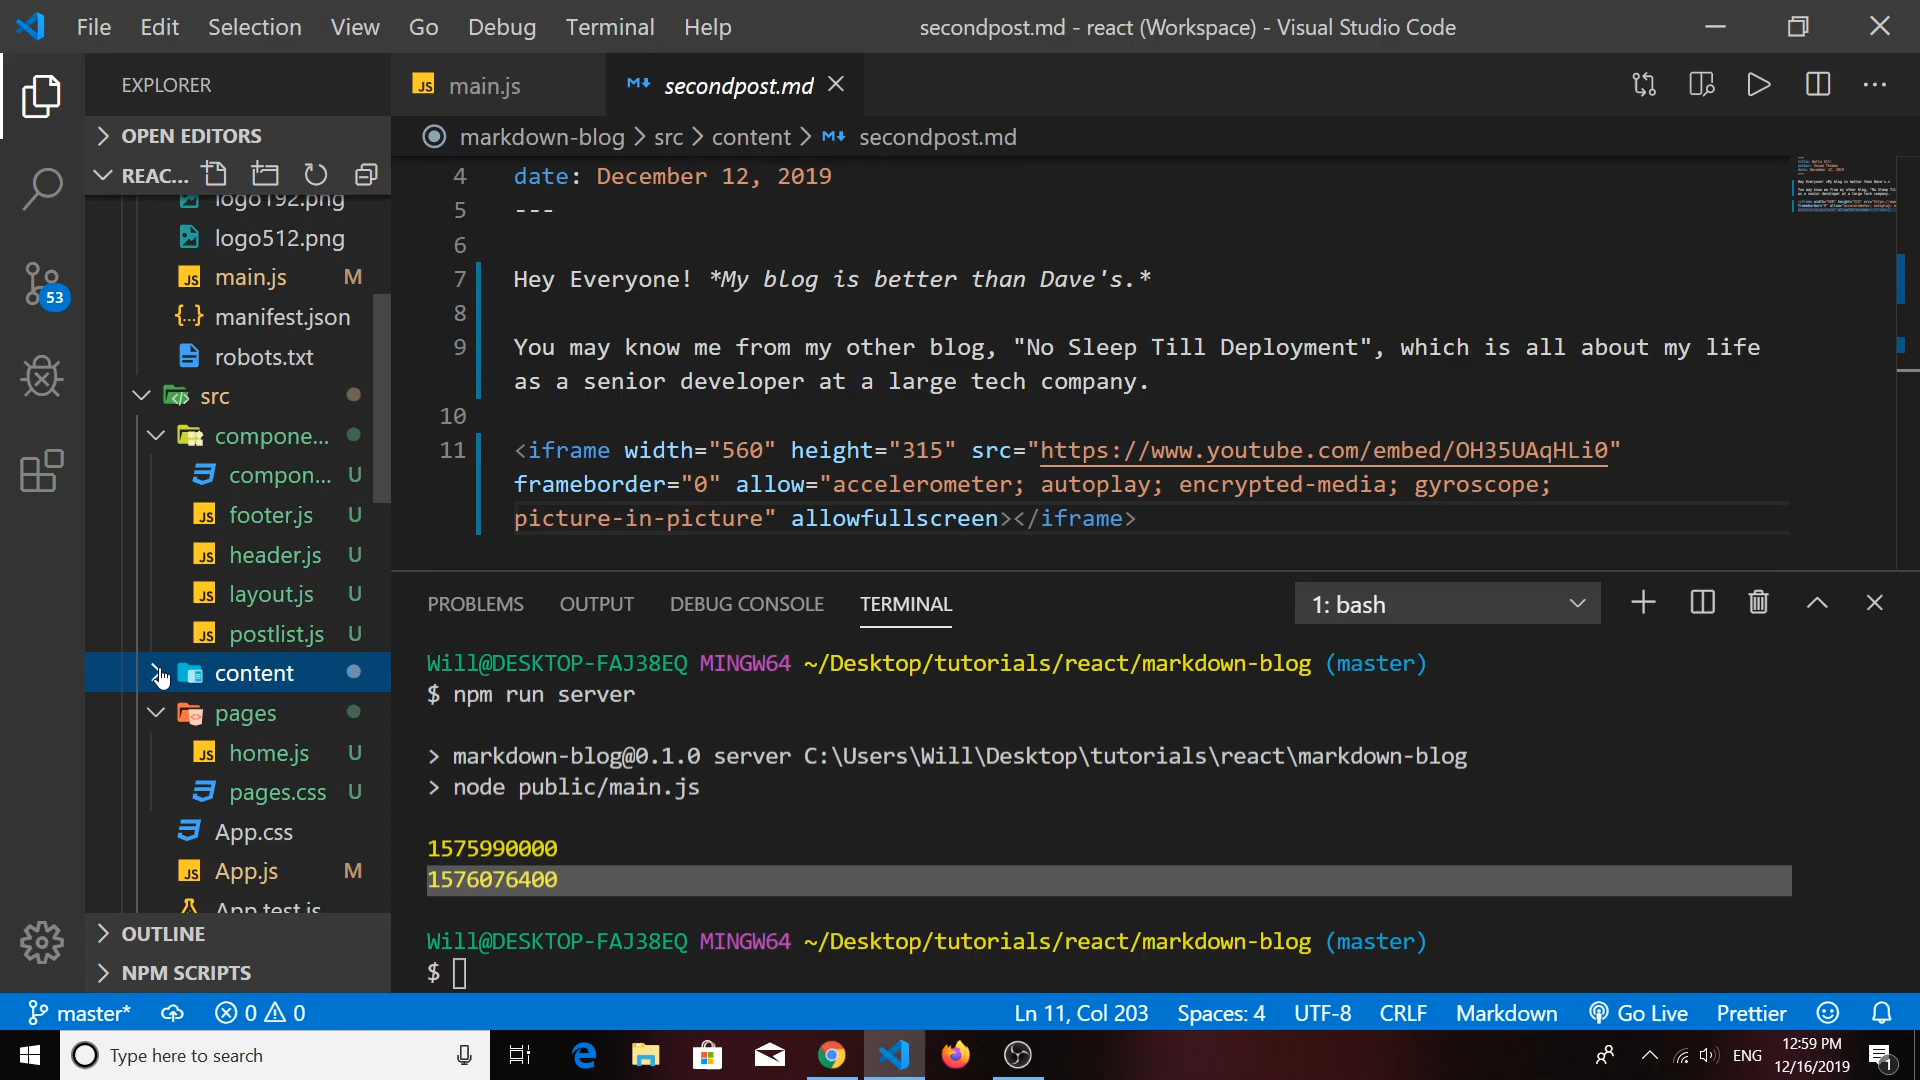 File Edit Selection View Go Debug Terminal Help
secondpost.md - react (Workspace) - Visual Studio Code
EXPLORER
main.js
secondpost.md
OPEN EDITORS
REAC...
markdown-blog > src > content > secondpost.md
logo192.png
logo512.png
main.js M
manifest.json
robots.txt
src
compone...
compon... U
footer.js U
header.js U
layout.js U
postlist.js U
content
pages
home.js U
pages.css U
App.css
App.js M
App.test.js
OUTLINE
NPM SCRIPTS
53
4 date: December 12, 2019
5 ---
6
7 Hey Everyone! *My blog is better than Dave's.*
8
9 You may know me from my other blog, "No Sleep Till Deployment", which is all about my life
as a senior developer at a large tech company.
10
11 <iframe width="560" height="315" src="https://www.youtube.com/embed/OH35UAqHLi0"
frameborder="0" allow="accelerometer; autoplay; encrypted-media; gyroscope;
picture-in-picture" allowfullscreen></iframe>
PROBLEMS OUTPUT DEBUG CONSOLE TERMINAL
1: bash
Will@DESKTOP-FAJ38EQ MINGW64 ~/Desktop/tutorials/react/markdown-blog (master)
$ npm run server
> markdown-blog@0.1.0 server C:\Users\Will\Desktop\tutorials\react\markdown-blog
> node public/main.js
1575990000
1576076400
Will@DESKTOP-FAJ38EQ MINGW64 ~/Desktop/tutorials/react/markdown-blog (master)
$
master* 0 0
Ln 11, Col 203 Spaces: 4 UTF-8 CRLF Markdown Go Live Prettier
Type here to search
ENG
12:59 PM
12/16/2019
1